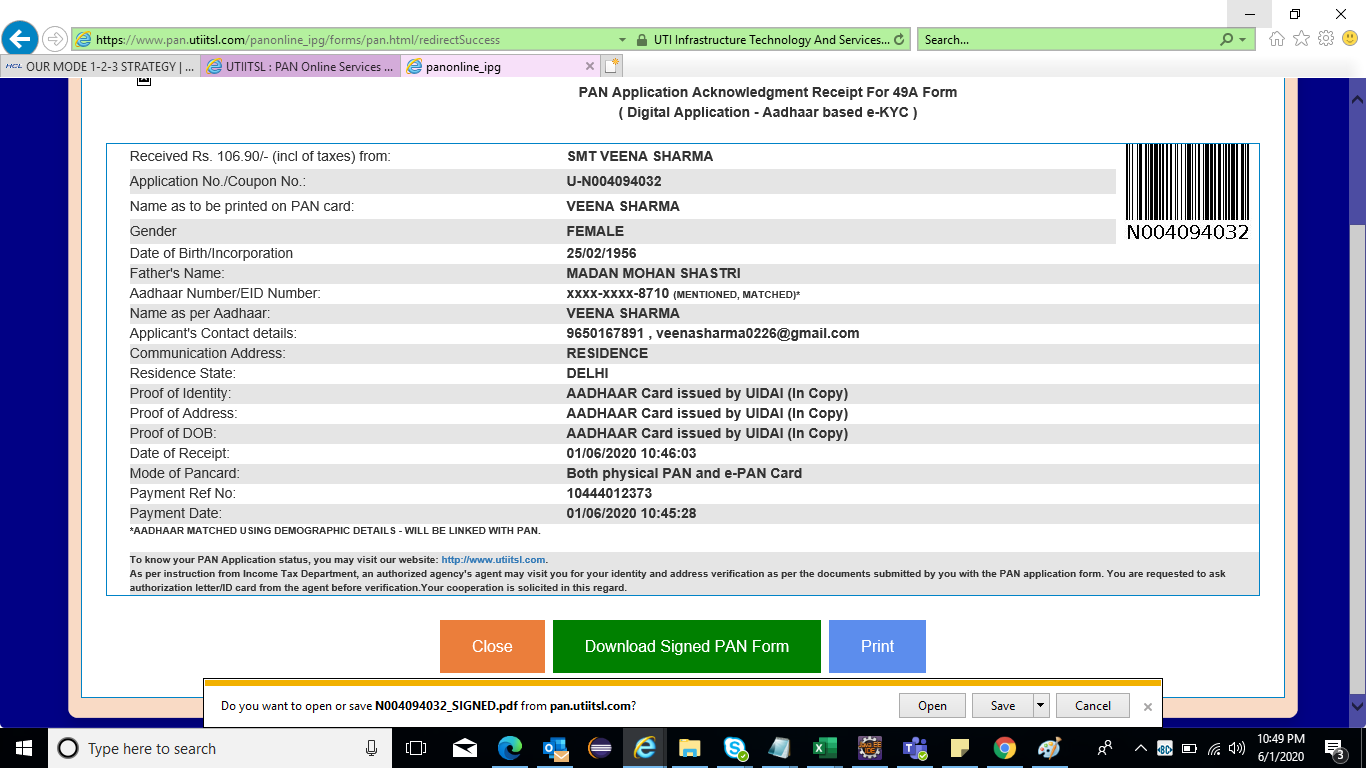 https://www.pan.utiitsl.com/panonline_ipg/forms/pan.html/redirectSuccess
UTI Infrastructure Technology And Services...
Search...
HCL OUR MODE 1-2-3 STRATEGY | ...
UTIITSL : PAN Online Services ...
panonline_ipg
PAN Application Acknowledgment Receipt For 49A Form
( Digital Application - Aadhaar based e-KYC )
Received Rs. 106.90/- (incl of taxes) from: SMT VEENA SHARMA
Application No./Coupon No.: U-N004094032
Name as to be printed on PAN card: VEENA SHARMA
Gender FEMALE
N004094032
Date of Birth/Incorporation 25/02/1956
Father's Name: MADAN MOHAN SHASTRI
Aadhaar Number/EID Number: xxxx-xxxx-8710 (MENTIONED, MATCHED)*
Name as per Aadhaar: VEENA SHARMA
Applicant's Contact details: 9650167891 , veenasharma0226@gmail.com
Communication Address: RESIDENCE
Residence State: DELHI
Proof of Identity: AADHAAR Card issued by UIDAI (In Copy)
Proof of Address: AADHAAR Card issued by UIDAI (In Copy)
Proof of DOB: AADHAAR Card issued by UIDAI (In Copy)
Date of Receipt: 01/06/2020 10:46:03
Mode of Pancard: Both physical PAN and e-PAN Card
Payment Ref No: 10444012373
Payment Date: 01/06/2020 10:45:28
*AADHAAR MATCHED USING DEMOGRAPHIC DETAILS - WILL BE LINKED WITH PAN.
To know your PAN Application status, you may visit our website: http://www.utiitsl.com.
As per instruction from Income Tax Department, an authorized agency's agent may visit you for your identity and address verification as per the documents submitted by you with the PAN application form. You are requested to ask
authorization letter/ID card from the agent before verification.Your cooperation is solicited in this regard.
Close
Download Signed PAN Form
Print
Do you want to open or save N004094032_SIGNED.pdf from pan.utiitsl.com?
Open
Save
Cancel
Type here to search
10:49 PM
6/1/2020
3